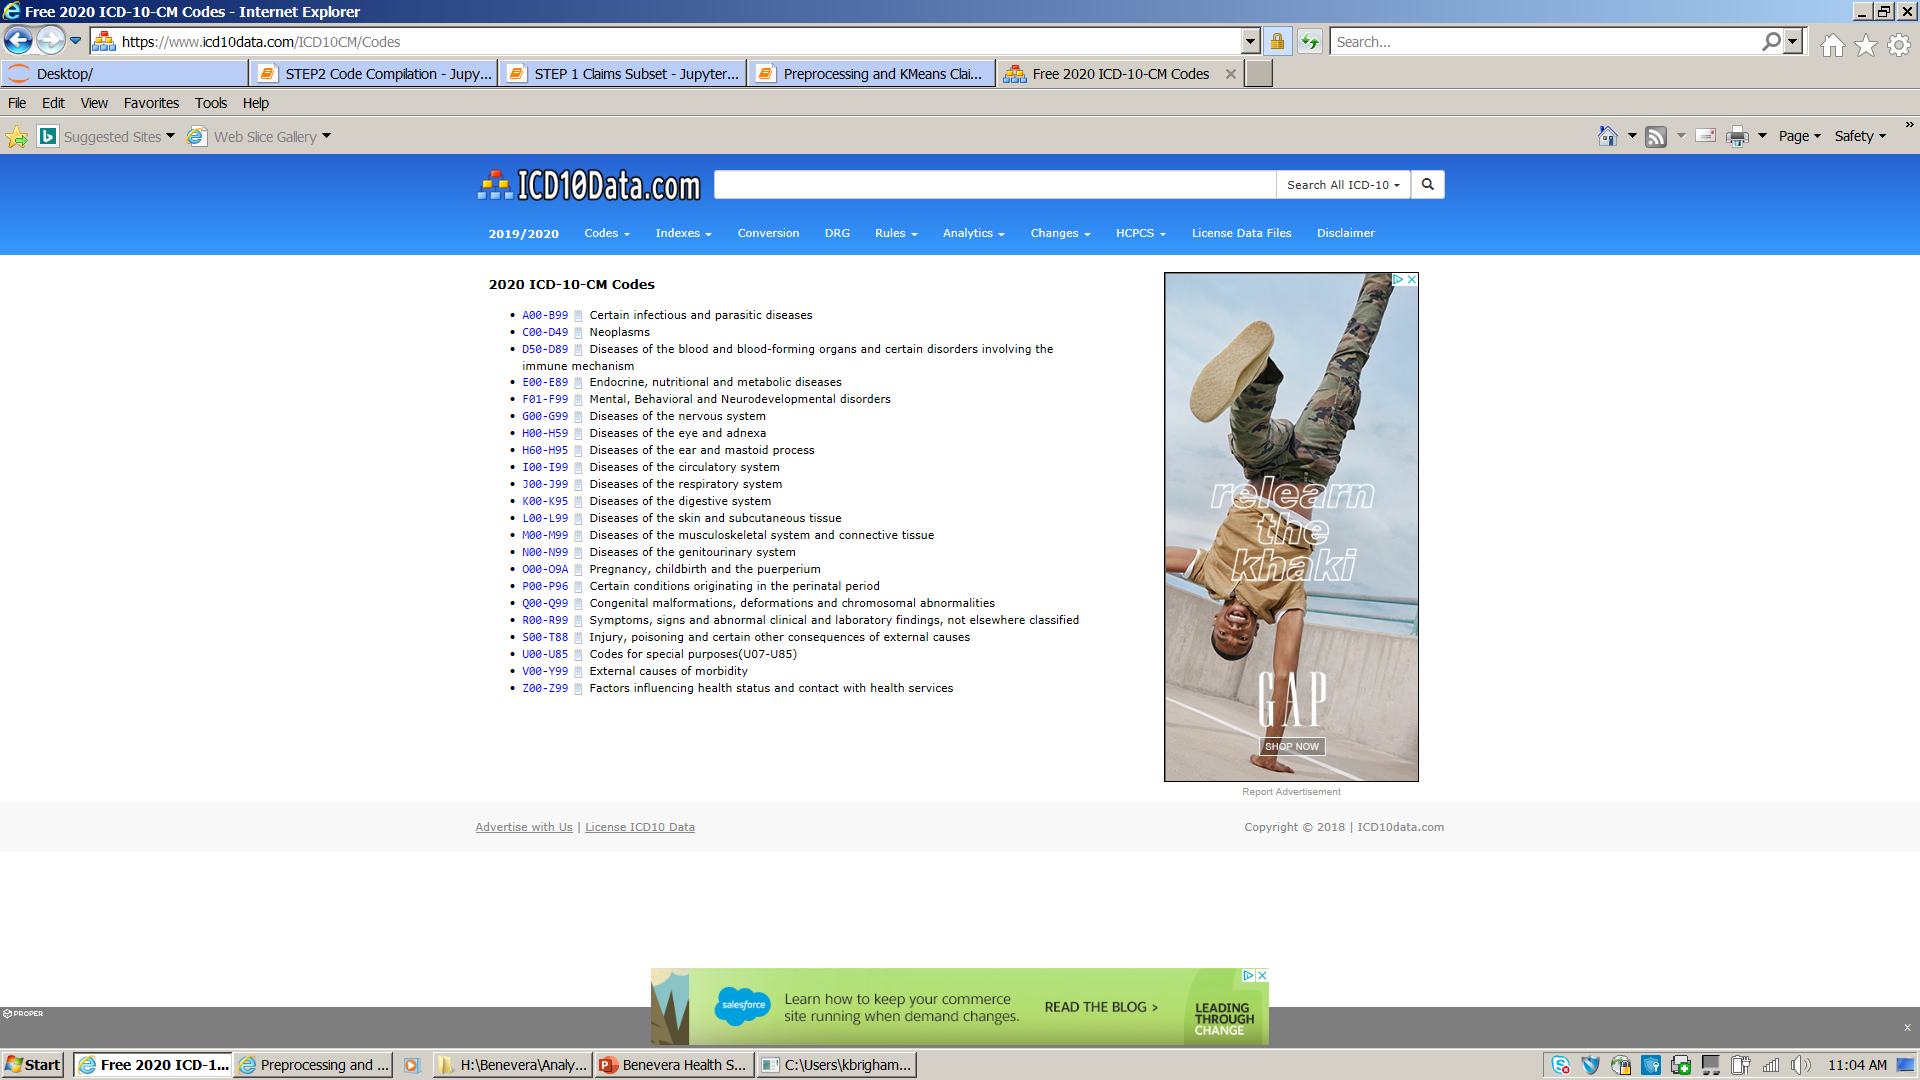 Free 2020 ICD-10-CM Codes - Internet Explorer
https://www.icd10data.com/ICD10CM/Codes
Search...
Desktop/
STEP2 Code Compilation - Jupy...
STEP 1 Claims Subset - Jupyter...
Preprocessing and KMeans Clai...
Free 2020 ICD-10-CM Codes
File Edit View Favorites Tools Help
Suggested Sites
Web Slice Gallery
Page
Safety
»
ICD10Data.com
Search All ICD-10
2019/2020 Codes Indexes Conversion DRG Rules Analytics Changes HCPCS License Data Files Disclaimer
2020 ICD-10-CM Codes
A00-B99 Certain infectious and parasitic diseases
C00-D49 Neoplasms
D50-D89 Diseases of the blood and blood-forming organs and certain disorders involving the
immune mechanism
E00-E89 Endocrine, nutritional and metabolic diseases
F01-F99 Mental, Behavioral and Neurodevelopmental disorders
G00-G99 Diseases of the nervous system
H00-H59 Diseases of the eye and adnexa
H60-H95 Diseases of the ear and mastoid process
I00-I99 Diseases of the circulatory system
J00-J99 Diseases of the respiratory system
K00-K95 Diseases of the digestive system
L00-L99 Diseases of the skin and subcutaneous tissue
M00-M99 Diseases of the musculoskeletal system and connective tissue
N00-N99 Diseases of the genitourinary system
O00-O9A Pregnancy, childbirth and the puerperium
P00-P96 Certain conditions originating in the perinatal period
Q00-Q99 Congenital malformations, deformations and chromosomal abnormalities
R00-R99 Symptoms, signs and abnormal clinical and laboratory findings, not elsewhere classified
S00-T88 Injury, poisoning and certain other consequences of external causes
U00-U85 Codes for special purposes(U07-U85)
V00-Y99 External causes of morbidity
Z00-Z99 Factors influencing health status and contact with health services
relearn
the
khaki
GAP
SHOP NOW
Report Advertisement
Advertise with Us | License ICD10 Data
Copyright © 2018 | ICD10data.com
salesforce
Learn how to keep your commerce
site running when demand changes.
READ THE BLOG >
LEADING
THROUGH
CHANGE
PROPER
Start
Free 2020 ICD-1...
Preprocessing and ...
H:\Benevera\Analy...
Benevera Health S...
C:\Users\kbrigham...
11:04 AM